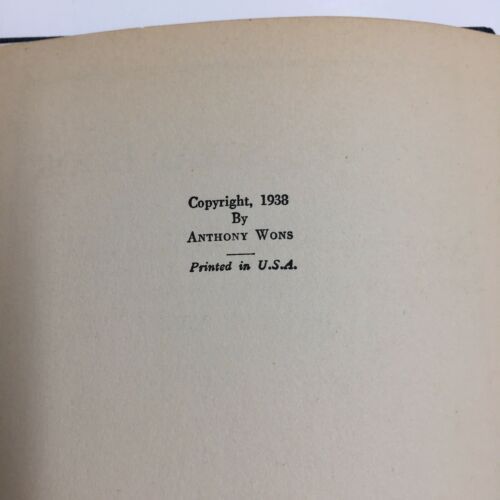 Copyright, 1938
By
ANTHONY WONS
Printed in U.S.A.